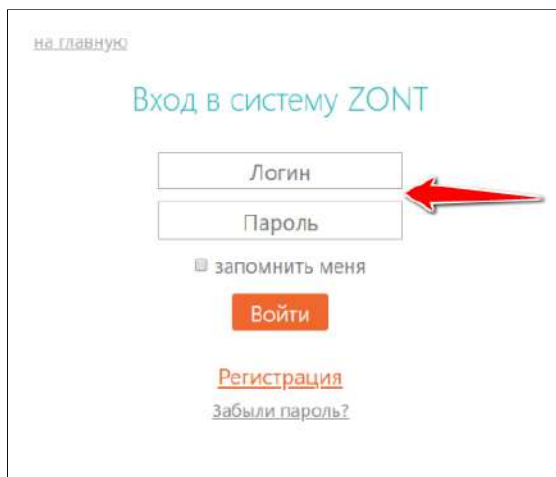 на главную
Вход в систему ZONT
Логин
Пароль
запомнить меня
Войти
Регистрация
Забыли пароль?